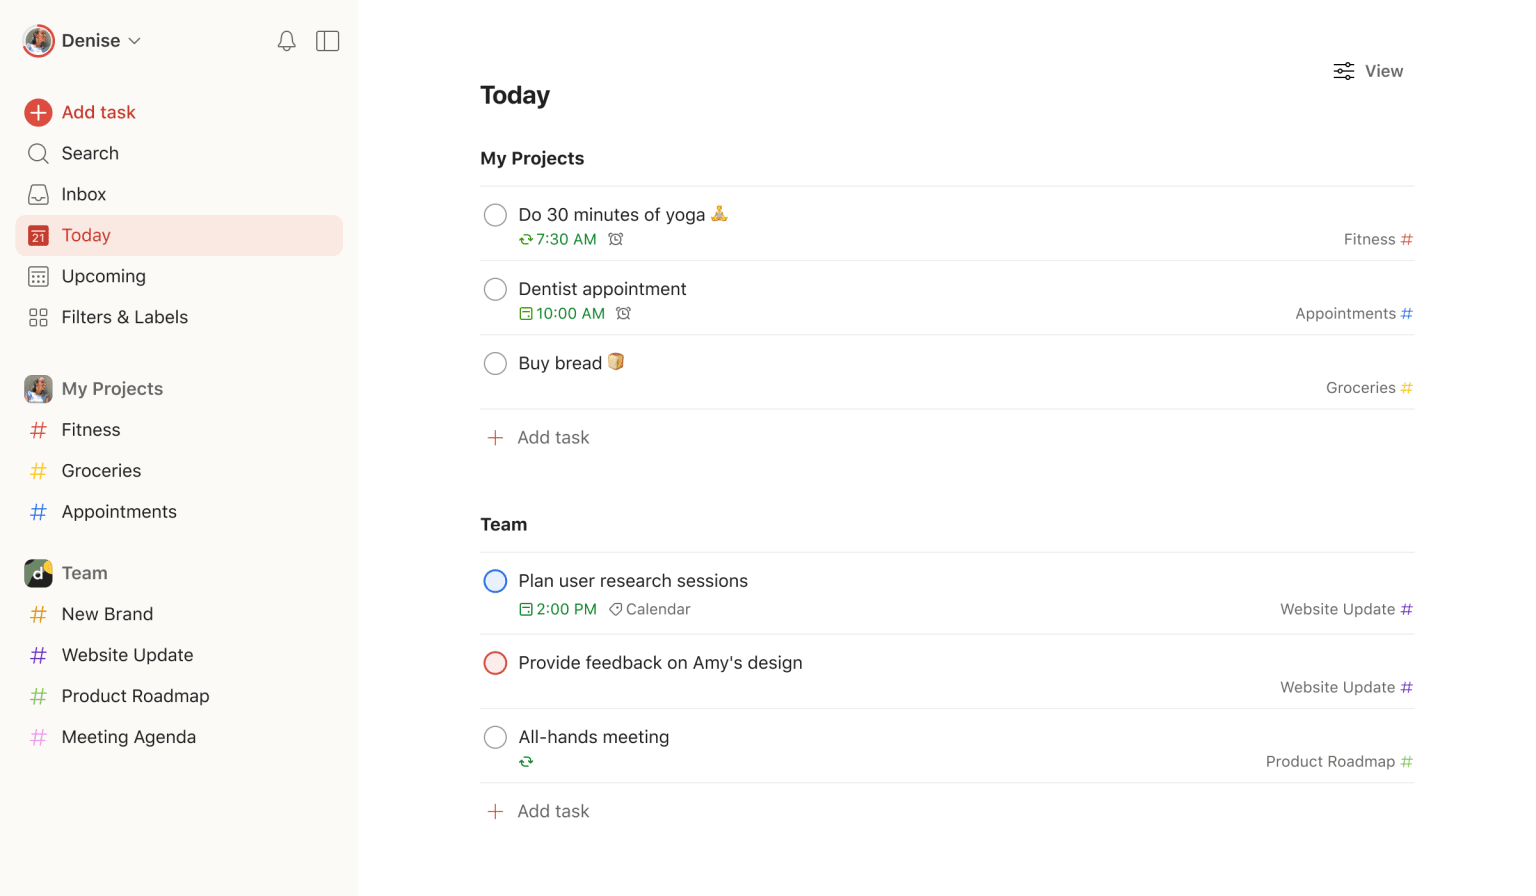 Denise
Add task
Search
Inbox
21
Today
Upcoming
Filters & Labels
My Projects
# Fitness
# Groceries
# Appointments
d
Team
# New Brand
# Website Update
# Product Roadmap
# Meeting Agenda
View
Today
My Projects
Do 30 minutes of yoga 🧘
7:30 AM
Fitness #
Dentist appointment
10:00 AM
Appointments #
Buy bread 🍞
Groceries #
+ Add task
Team
Plan user research sessions
2:00 PM Calendar
Website Update #
Provide feedback on Amy's design
Website Update #
All-hands meeting
Product Roadmap #
+ Add task